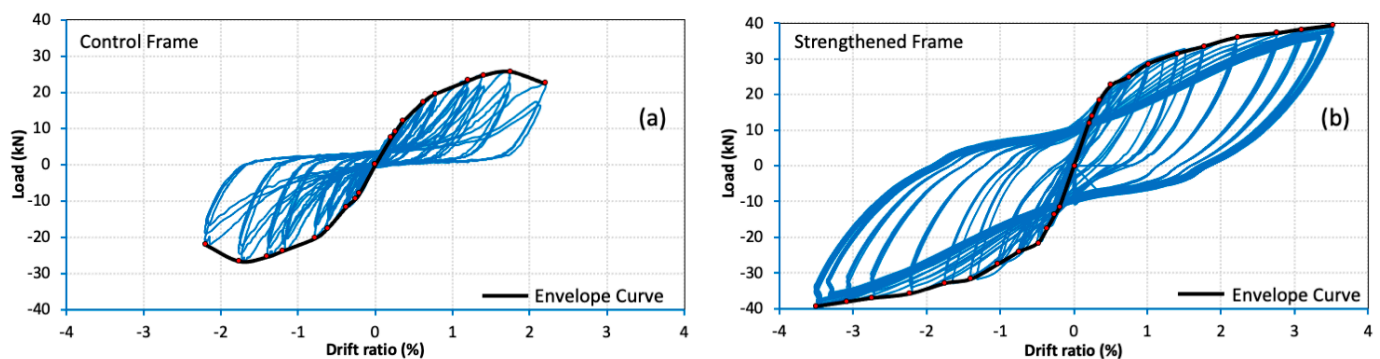 40
30
20
10
0
-10
-20
-30
-40
Load (kN)
Control Frame
(a)
Envelope Curve
-4 -3 -2 -1 0 1 2 3 4
Drift ratio (%)
40
30
20
10
0
-10
-20
-30
-40
Load (kN)
Strengthened Frame
(b)
Envelope Curve
-4 -3 -2 -1 0 1 2 3 4
Drift ratio (%)